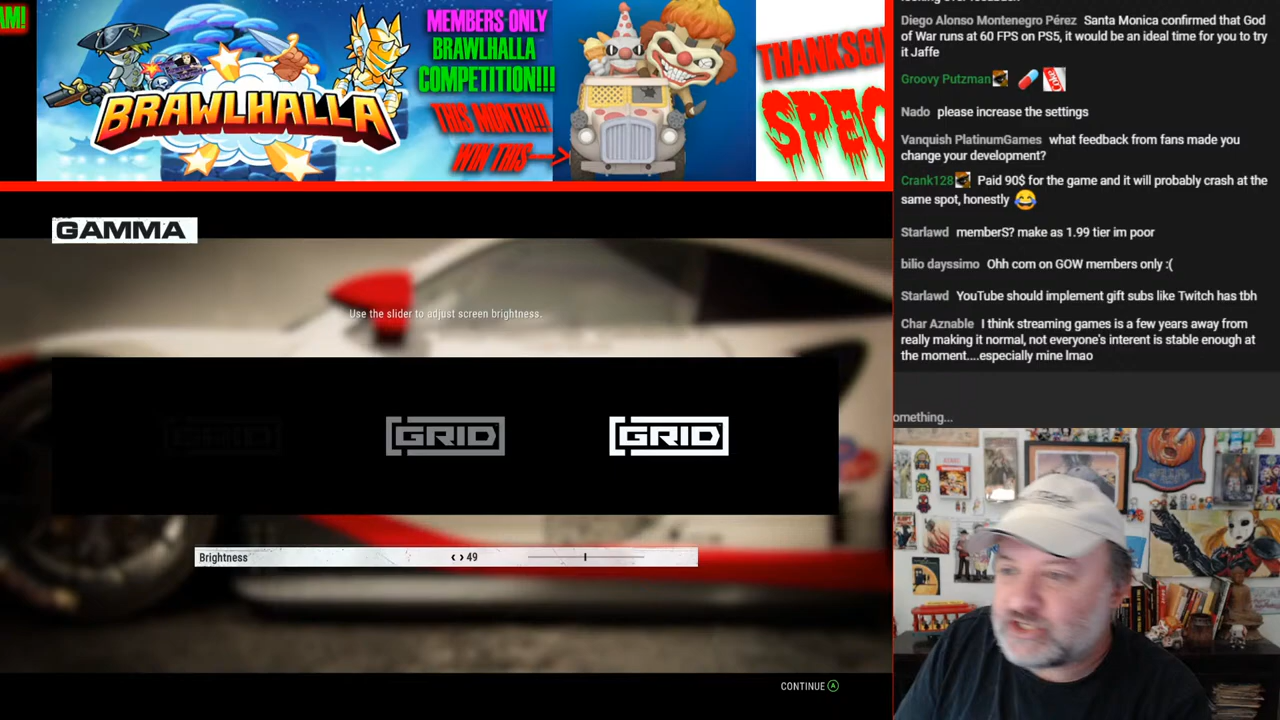 AM!
BRAWLHALLA
MEMBERS ONLY
BRAWLHALLA
COMPETITION!!!
THIS MONTH!!!
WIN THIS
THANKSGI
SPEC
GAMMA
Use the slider to adjust screen brightness.
GRID
GRID
GRID
Brightness
49
CONTINUE A
Diego Alonso Montenegro Pérez Santa Monica confirmed that God
of War runs at 60 FPS on PS5, it would be an ideal time for you to try
it Jaffe
Groovy Putzman
Nado please increase the settings
Vanquish PlatinumGames what feedback from fans made you
change your development?
Crank128 Paid 90$ for the game and it will probably crash at the
same spot, honestly
Starlawd memberS? make as 1.99 tier im poor
bilio dayssimo Ohh com on GOW members only :(
Starlawd YouTube should implement gift subs like Twitch has tbh
Char Aznable I think streaming games is a few years away from
really making it normal, not everyone's interent is stable enough at
the moment....especially mine lmao
omething...